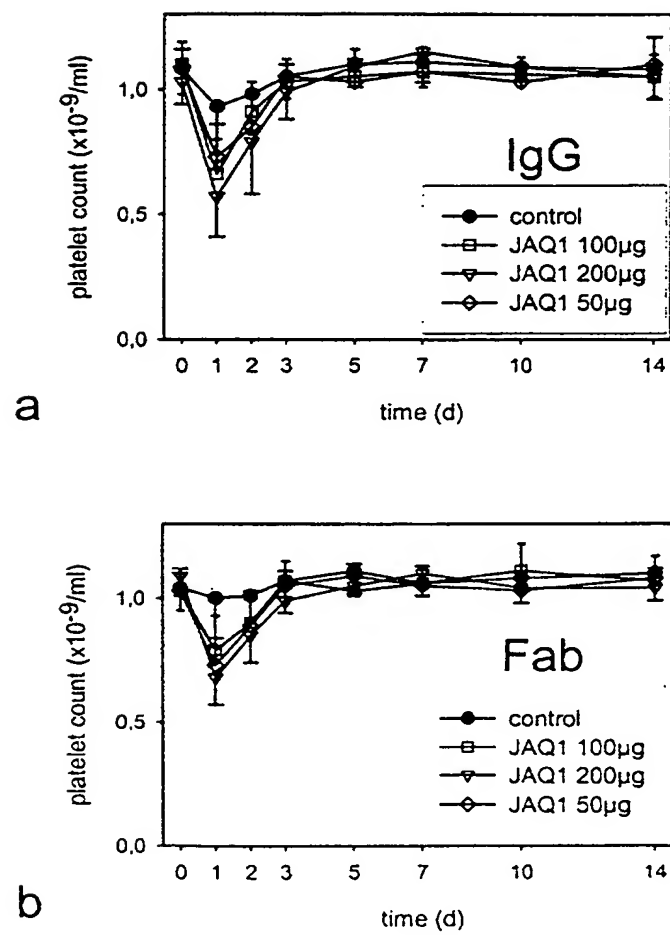 1,0
0,5
0,0
platelet count (x10⁻⁹/ml)
IgG
control
JAQ1 100µg
JAQ1 200µg
JAQ1 50µg
0 1 2 3 5 7 10 14
time (d)
a
1,0
0,5
0,0
platelet count (x10⁻⁹/ml)
Fab
control
JAQ1 100µg
JAQ1 200µg
JAQ1 50µg
0 1 2 3 5 7 10 14
time (d)
b